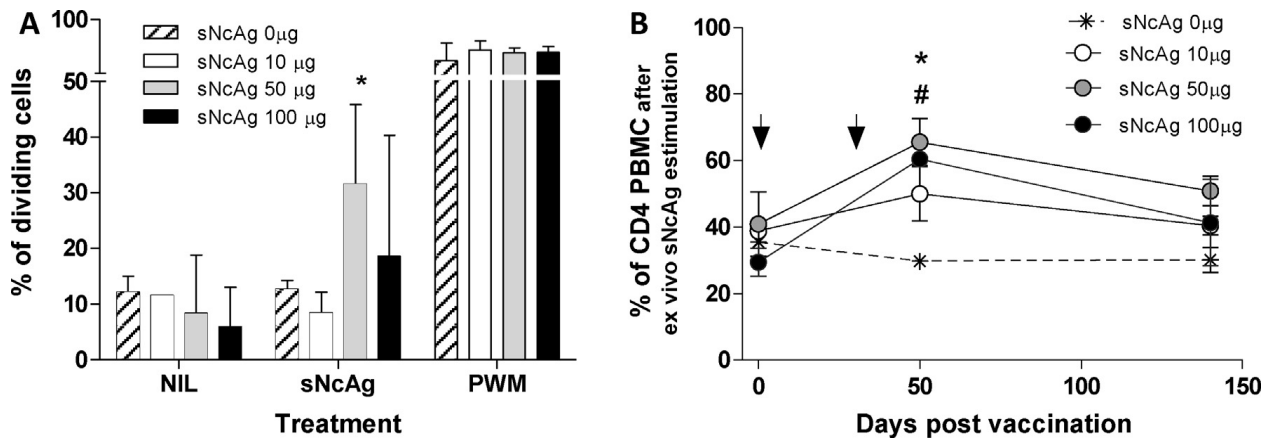 A
% of dividing cells
100
50
40
30
20
10
0
sNcAg 0μg
sNcAg 10 μg
sNcAg 50 μg
sNcAg 100 μg
*
NIL
sNcAg
PWM
Treatment
B
% of CD4 PBMC after
ex vivo sNcAg estimulation
100
80
60
40
20
0
sNcAg 0μg
sNcAg 10μg
sNcAg 50μg
sNcAg 100μg
*
#
0
50
100
150
Days post vaccination